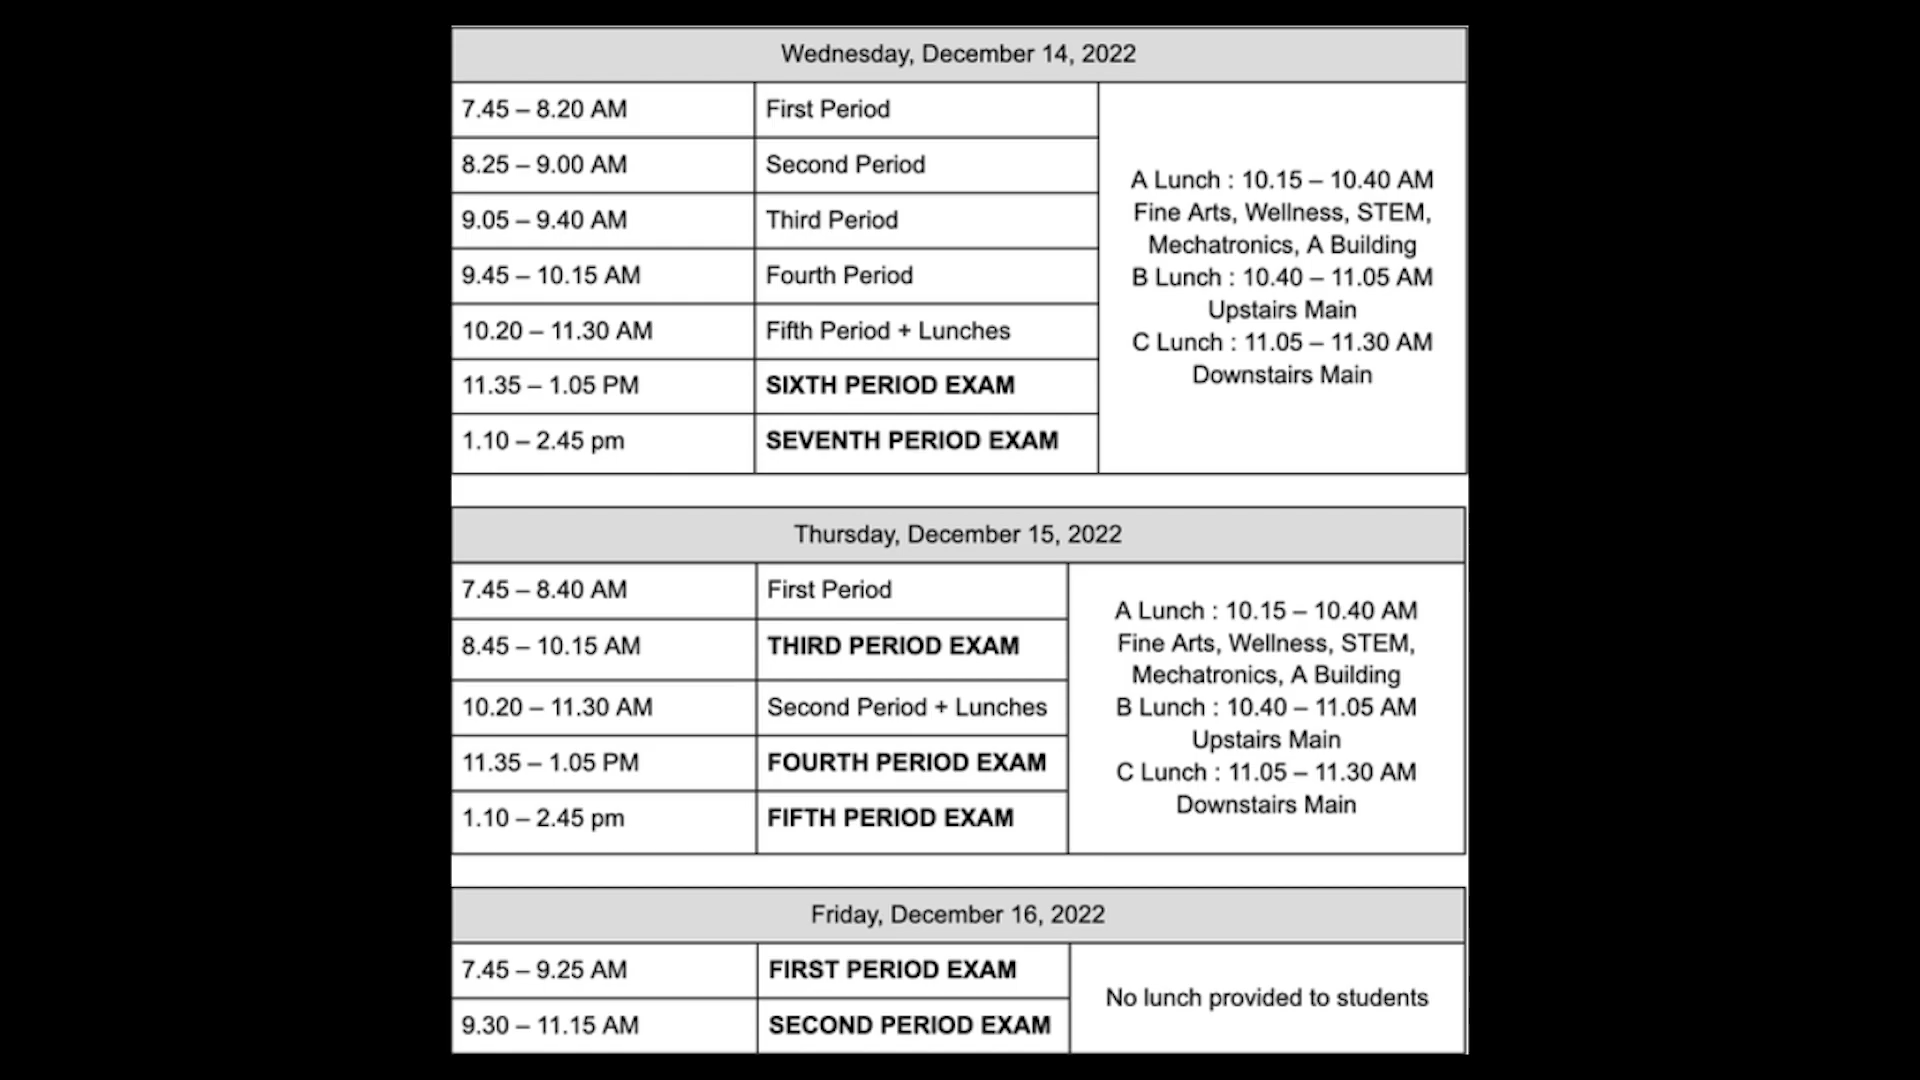 Wednesday, December 14, 2022
7.45 – 8.20 AM
First Period
8.25 – 9.00 AM
Second Period
9.05 – 9.40 AM
Third Period
9.45 – 10.15 AM
Fourth Period
10.20 – 11.30 AM
Fifth Period + Lunches
11.35 – 1.05 PM
SIXTH PERIOD EXAM
1.10 – 2.45 pm
SEVENTH PERIOD EXAM
A Lunch : 10.15 – 10.40 AM
Fine Arts, Wellness, STEM,
Mechatronics, A Building
B Lunch : 10.40 – 11.05 AM
Upstairs Main
C Lunch : 11.05 – 11.30 AM
Downstairs Main
Thursday, December 15, 2022
7.45 – 8.40 AM
First Period
8.45 – 10.15 AM
THIRD PERIOD EXAM
10.20 – 11.30 AM
Second Period + Lunches
11.35 – 1.05 PM
FOURTH PERIOD EXAM
1.10 – 2.45 pm
FIFTH PERIOD EXAM
A Lunch : 10.15 – 10.40 AM
Fine Arts, Wellness, STEM,
Mechatronics, A Building
B Lunch : 10.40 – 11.05 AM
Upstairs Main
C Lunch : 11.05 – 11.30 AM
Downstairs Main
Friday, December 16, 2022
7.45 – 9.25 AM
FIRST PERIOD EXAM
9.30 – 11.15 AM
SECOND PERIOD EXAM
No lunch provided to students